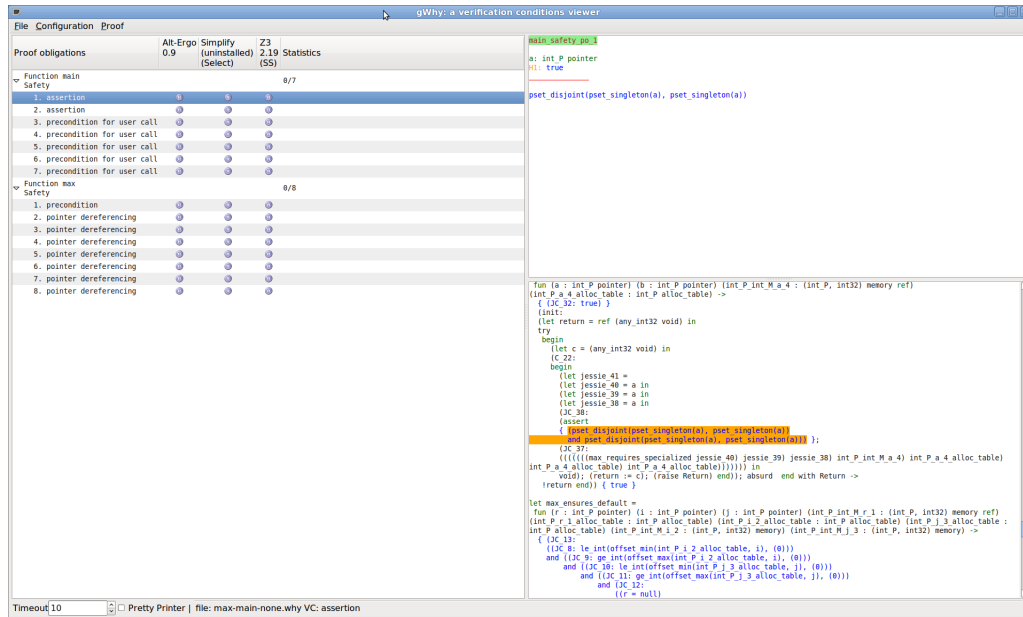 gWhy: a verification conditions viewer
File Configuration Proof
Proof obligations
Alt-Ergo
0.9
Simplify
(uninstalled)
(Select)
Z3
2.19
(SS)
Statistics
Function main
Safety
0/7
1. assertion
2. assertion
3. precondition for user call
4. precondition for user call
5. precondition for user call
6. precondition for user call
7. precondition for user call
Function max
Safety
0/8
1. precondition
2. pointer dereferencing
3. pointer dereferencing
4. pointer dereferencing
5. pointer dereferencing
6. pointer dereferencing
7. pointer dereferencing
8. pointer dereferencing
main_safety_po_1
a: int_P pointer
H1: true
pset_disjoint(pset_singleton(a), pset_singleton(a))
fun (a : int_P pointer) (b : int_P pointer) (int_P_int_M_a_4 : (int_P, int32) memory ref)
(int_P_a_4_alloc_table : int_P alloc_table) ->
{ (JC_32: true) }
(init:
(let return = ref (any_int32 void) in
try
begin
(let c = (any_int32 void) in
(C_22:
begin
(let jessie_41 =
(let jessie_40 = a in
(let jessie_39 = a in
(let jessie_38 = a in
(JC_38:
(assert
{ (pset_disjoint(pset_singleton(a), pset_singleton(a))
and pset_disjoint(pset_singleton(a), pset_singleton(a))) };
(JC_37:
(((((((max_requires_specialized jessie_40) jessie_39) jessie_38) int_P_int_M_a_4) int_P_a_4_alloc_table)
int_P_a_4_alloc_table) int_P_a_4_alloc_table))))))) in
void); (return := c); (raise Return) end)); absurd end with Return ->
!return end)) { true }
let max_ensures_default =
fun (r : int_P pointer) (i : int_P pointer) (j : int_P pointer) (int_P_int_M_r_1 : (int_P, int32) memory ref)
(int_P_r_1_alloc_table : int_P alloc_table) (int_P_i_2_alloc_table : int_P alloc_table) (int_P_j_3_alloc_table :
int_P alloc_table) (int_P_int_M_i_2 : (int_P, int32) memory) (int_P_int_M_j_3 : (int_P, int32) memory) ->
{ (JC_13:
((JC_8: le_int(offset_min(int_P_i_2_alloc_table, i), (0)))
and ((JC_9: ge_int(offset_max(int_P_i_2_alloc_table, i), (0)))
and ((JC_10: le_int(offset_min(int_P_j_3_alloc_table, j), (0)))
and ((JC_11: ge_int(offset_max(int_P_j_3_alloc_table, j), (0)))
and (JC_12:
((r = null)
Timeout 10 Pretty Printer | file: max-main-none.why VC: assertion